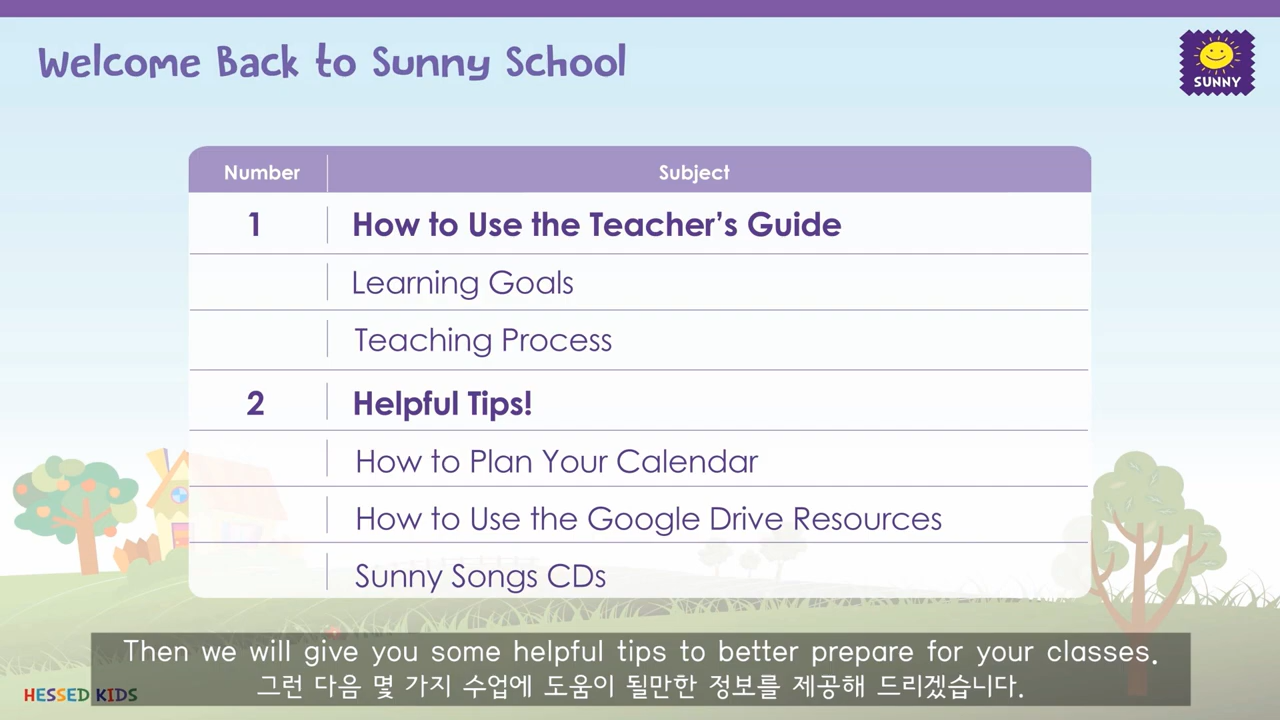 Welcome Back to Sunny School
SUNNY
Number Subject
1 How to Use the Teacher’s Guide
Learning Goals
Teaching Process
2 Helpful Tips!
How to Plan Your Calendar
How to Use the Google Drive Resources
Sunny Songs CDs
Then we will give you some helpful tips to better prepare for your classes.
그런 다음 몇 가지 수업에 도움이 될만한 정보를 제공해 드리겠습니다.
HESSED KIDS